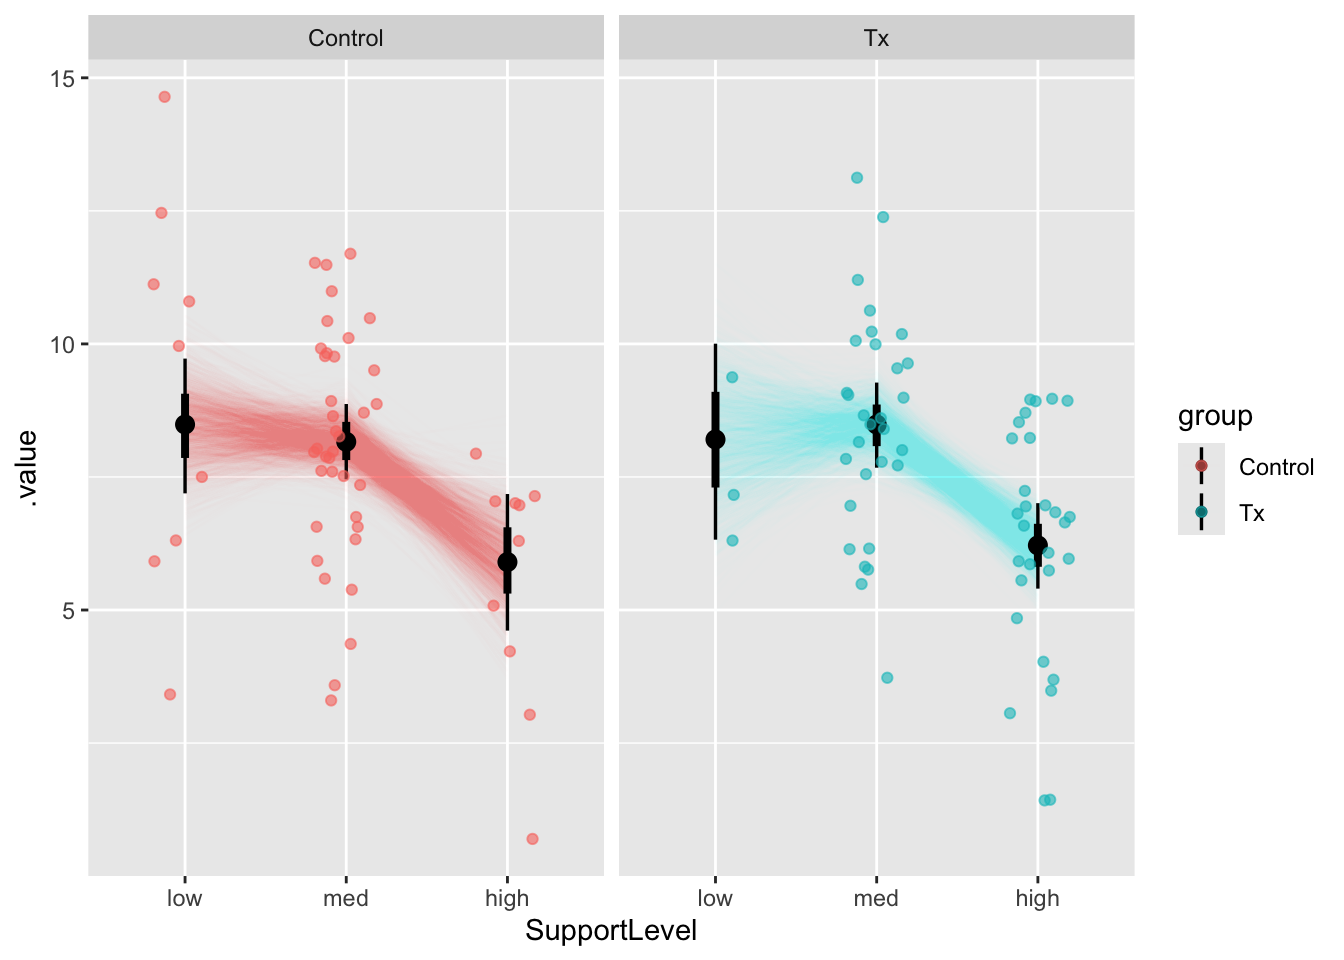 Control
Tx
15
10
5
.value
low
med
high
low
med
high
SupportLevel
group
Control
Tx